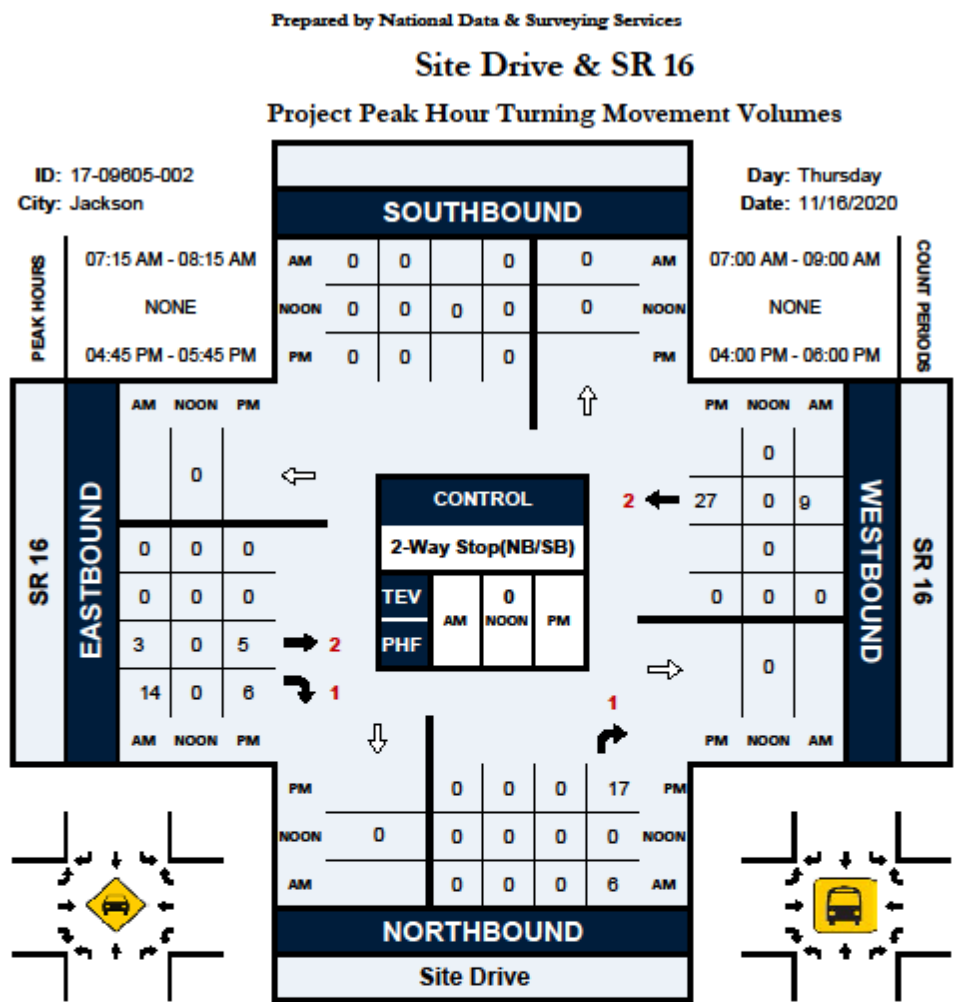 Prepared by National Data & Surveying Services
Site Drive & SR 16
Project Peak Hour Turning Movement Volumes
ID: 17-09605-002
City: Jackson
Day: Thursday
Date: 11/16/2020
SOUTHBOUND
PEAK HOURS
07:15 AM - 08:15 AM
NONE
04:45 PM - 05:45 PM
AM 0 0 0 0 AM
NOON 0 0 0 0 0 NOON
PM 0 0 0 PM
07:00 AM - 09:00 AM
NONE
04:00 PM - 06:00 PM
COUNT PERIODS
SR 16
EASTBOUND
AM NOON PM
0
0 0 0
0 0 0
3 0 5 2
14 0 6 1
AM NOON PM
CONTROL
2-Way Stop(NB/SB)
TEV
PHF
AM
0
NOON
PM
PM NOON AM
0
2 27 0 9
0
0 0 0
0
PM NOON AM
WESTBOUND
SR 16
1
PM 0 0 0 17 PM
NOON 0 0 0 0 0 NOON
AM 0 0 0 6 AM
NORTHBOUND
Site Drive